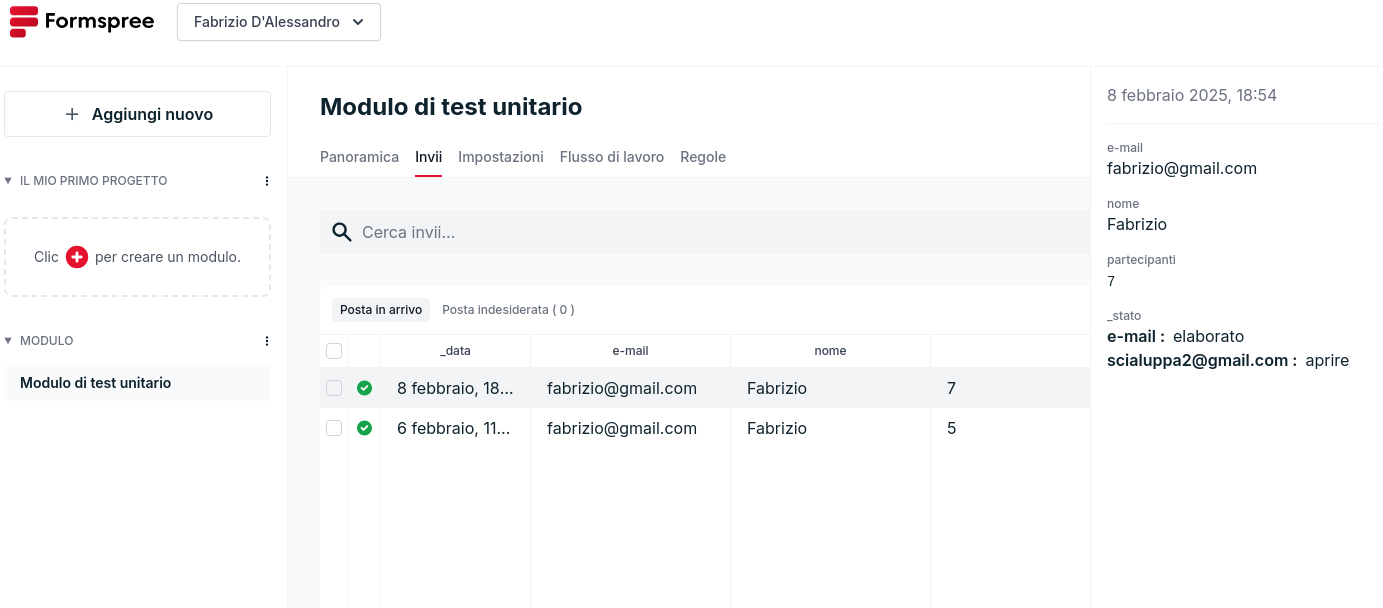 Formspree
Fabrizio D'Alessandro
Aggiungi nuovo
IL MIO PRIMO PROGETTO
Clic per creare un modulo.
MODULO
Modulo di test unitario
Modulo di test unitario
Panoramica Invii Impostazioni Flusso di lavoro Regole
Cerca invii...
Posta in arrivo Posta indesiderata ( 0 )
_data e-mail nome
8 febbraio, 18... fabrizio@gmail.com Fabrizio 7
6 febbraio, 11... fabrizio@gmail.com Fabrizio 5
8 febbraio 2025, 18:54
e-mail
fabrizio@gmail.com
nome
Fabrizio
partecipanti
7
_stato
e-mail : elaborato
scialuppa2@gmail.com : aprire